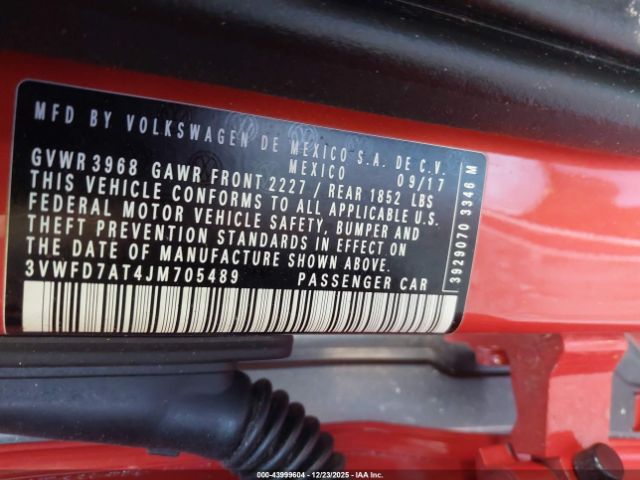 MFD BY VOLKSWAGEN DE MEXICO S.A. DE C.V.
MEXICO 09/17
GVWR 3968 GAWR FRONT 2227 / REAR 1852 LBS
THIS VEHICLE CONFORMS TO ALL APPLICABLE U.S.
FEDERAL MOTOR VEHICLE SAFETY, BUMPER AND
THEFT PREVENTION STANDARDS IN EFFECT ON
THE DATE OF MANUFACTURE SHOWN ABOVE.
3VWFD7AT4JM705489 PASSENGER CAR
3929070 3346 M
000-43999604 - 12/23/2025 - IAA Inc.